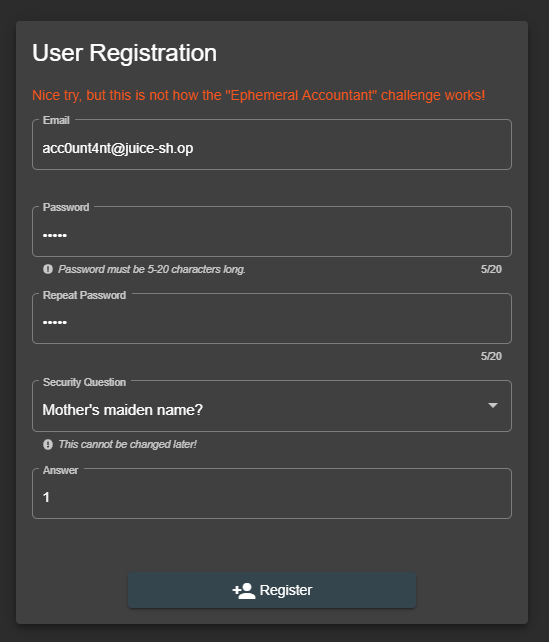 User Registration
Nice try, but this is not how the "Ephemeral Accountant" challenge works!
Email
acc0unt4nt@juice-sh.op
Password
•••••
Password must be 5-20 characters long.
5/20
Repeat Password
•••••
5/20
Security Question
Mother's maiden name?
This cannot be changed later!
Answer
1
Register